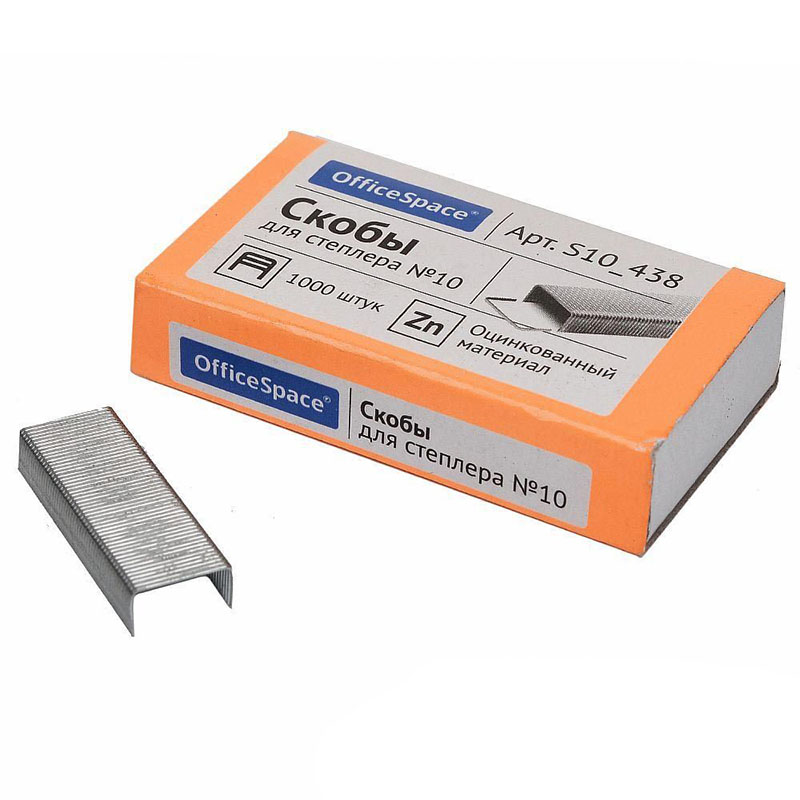 OfficeSpace®
Скобы
для степлера №10
1000 штук
Арт. S10_438
Zn
Оцинкованный
материал
OfficeSpace®
Скобы
для степлера №10